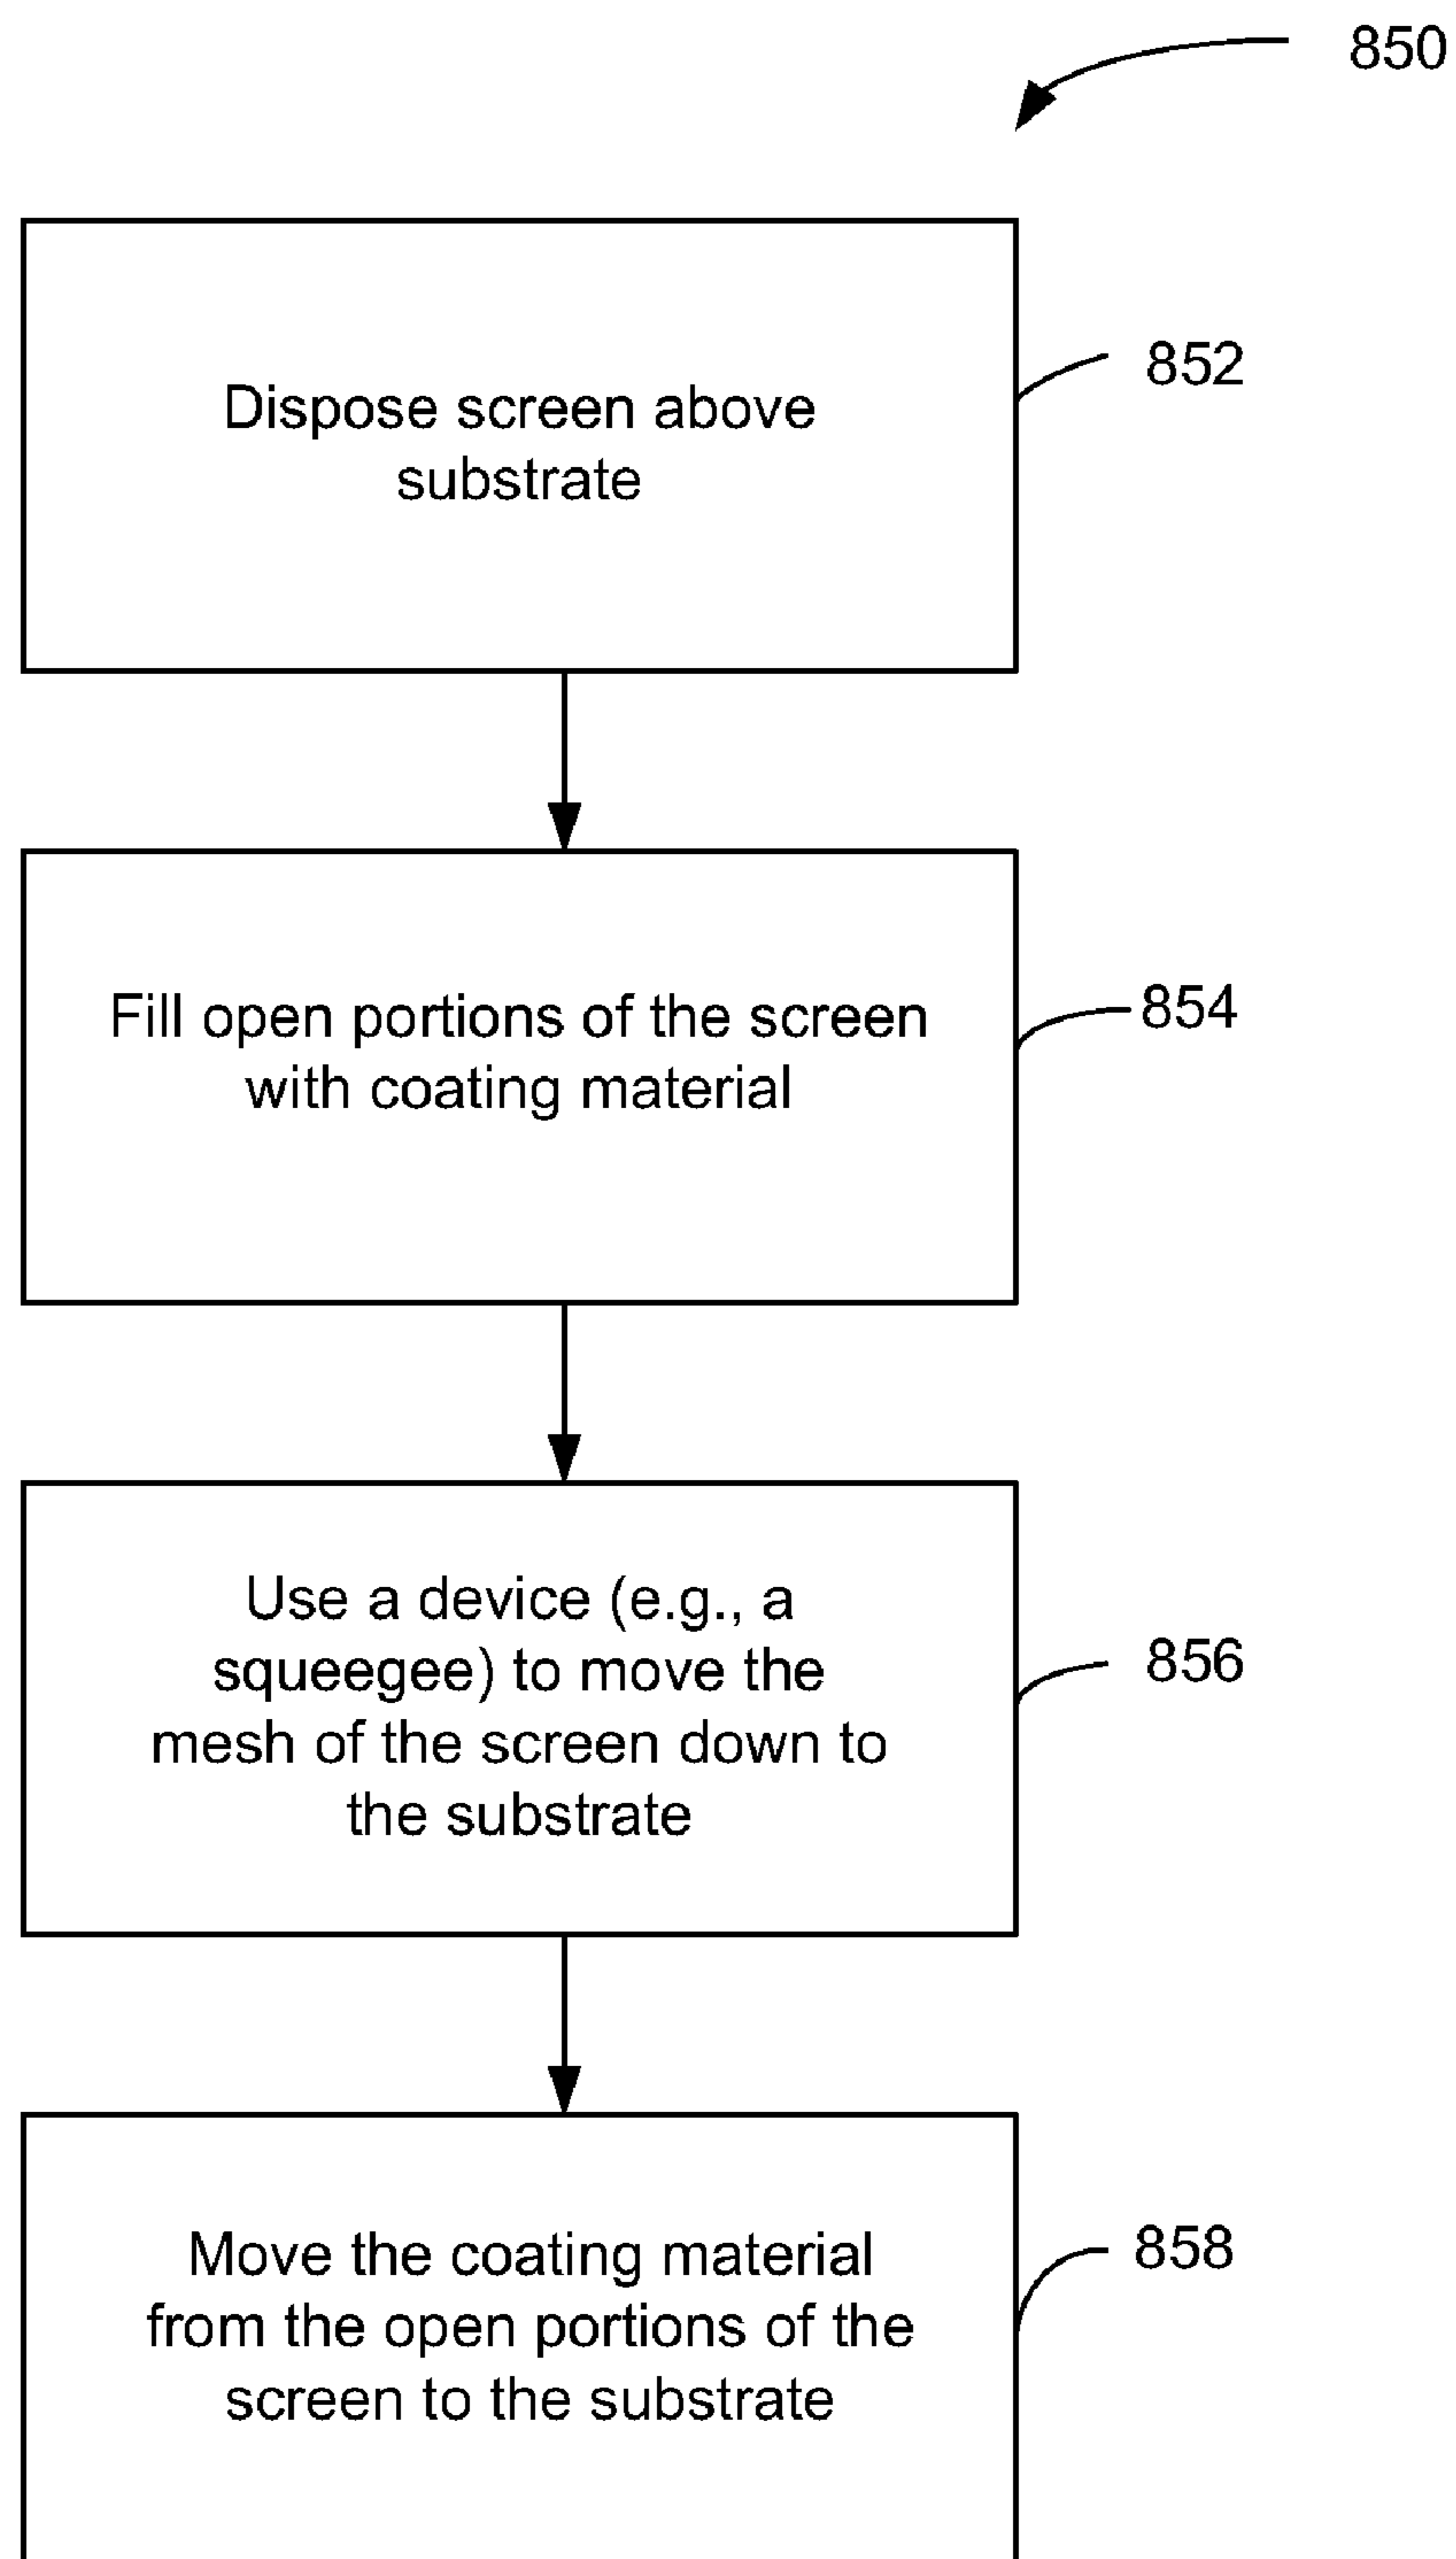 850
Dispose screen above
substrate
852
Fill open portions of the screen
with coating material
854
Use a device (e.g., a
squeegee) to move the
mesh of the screen down to
the substrate
856
Move the coating material
from the open portions of the
screen to the substrate
858